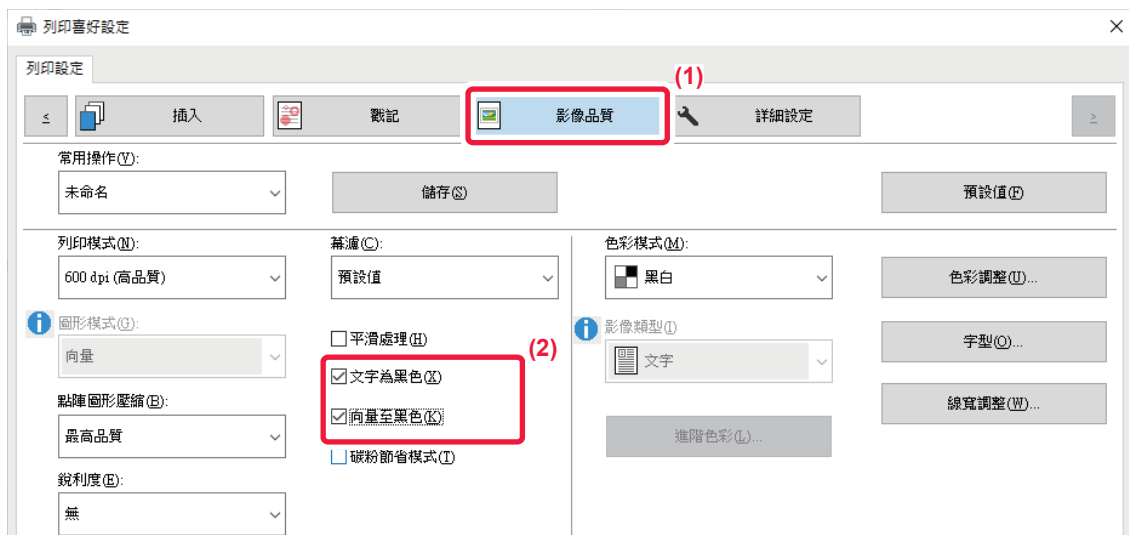 列印喜好設定
列印設定
(1)
≤ 插入 戳記 影像品質 詳細設定 ≥
常用操作(V):
未命名 儲存(S) 預設值(F)
列印模式(N): 幕濾(C): 色彩模式(M):
600 dpi (高品質) 預設值 黑白 色彩調整(U)...
圖形模式(G): 影像類型(I)
平滑處理(H) (2) 字型(O)...
向量 文字為黑色(X) 文字
點陣圖形壓縮(B): 向量至黑色(K) 線寬調整(W)...
最高品質 進階色彩(L)...
碳粉節省模式(T)
銳利度(E):
無